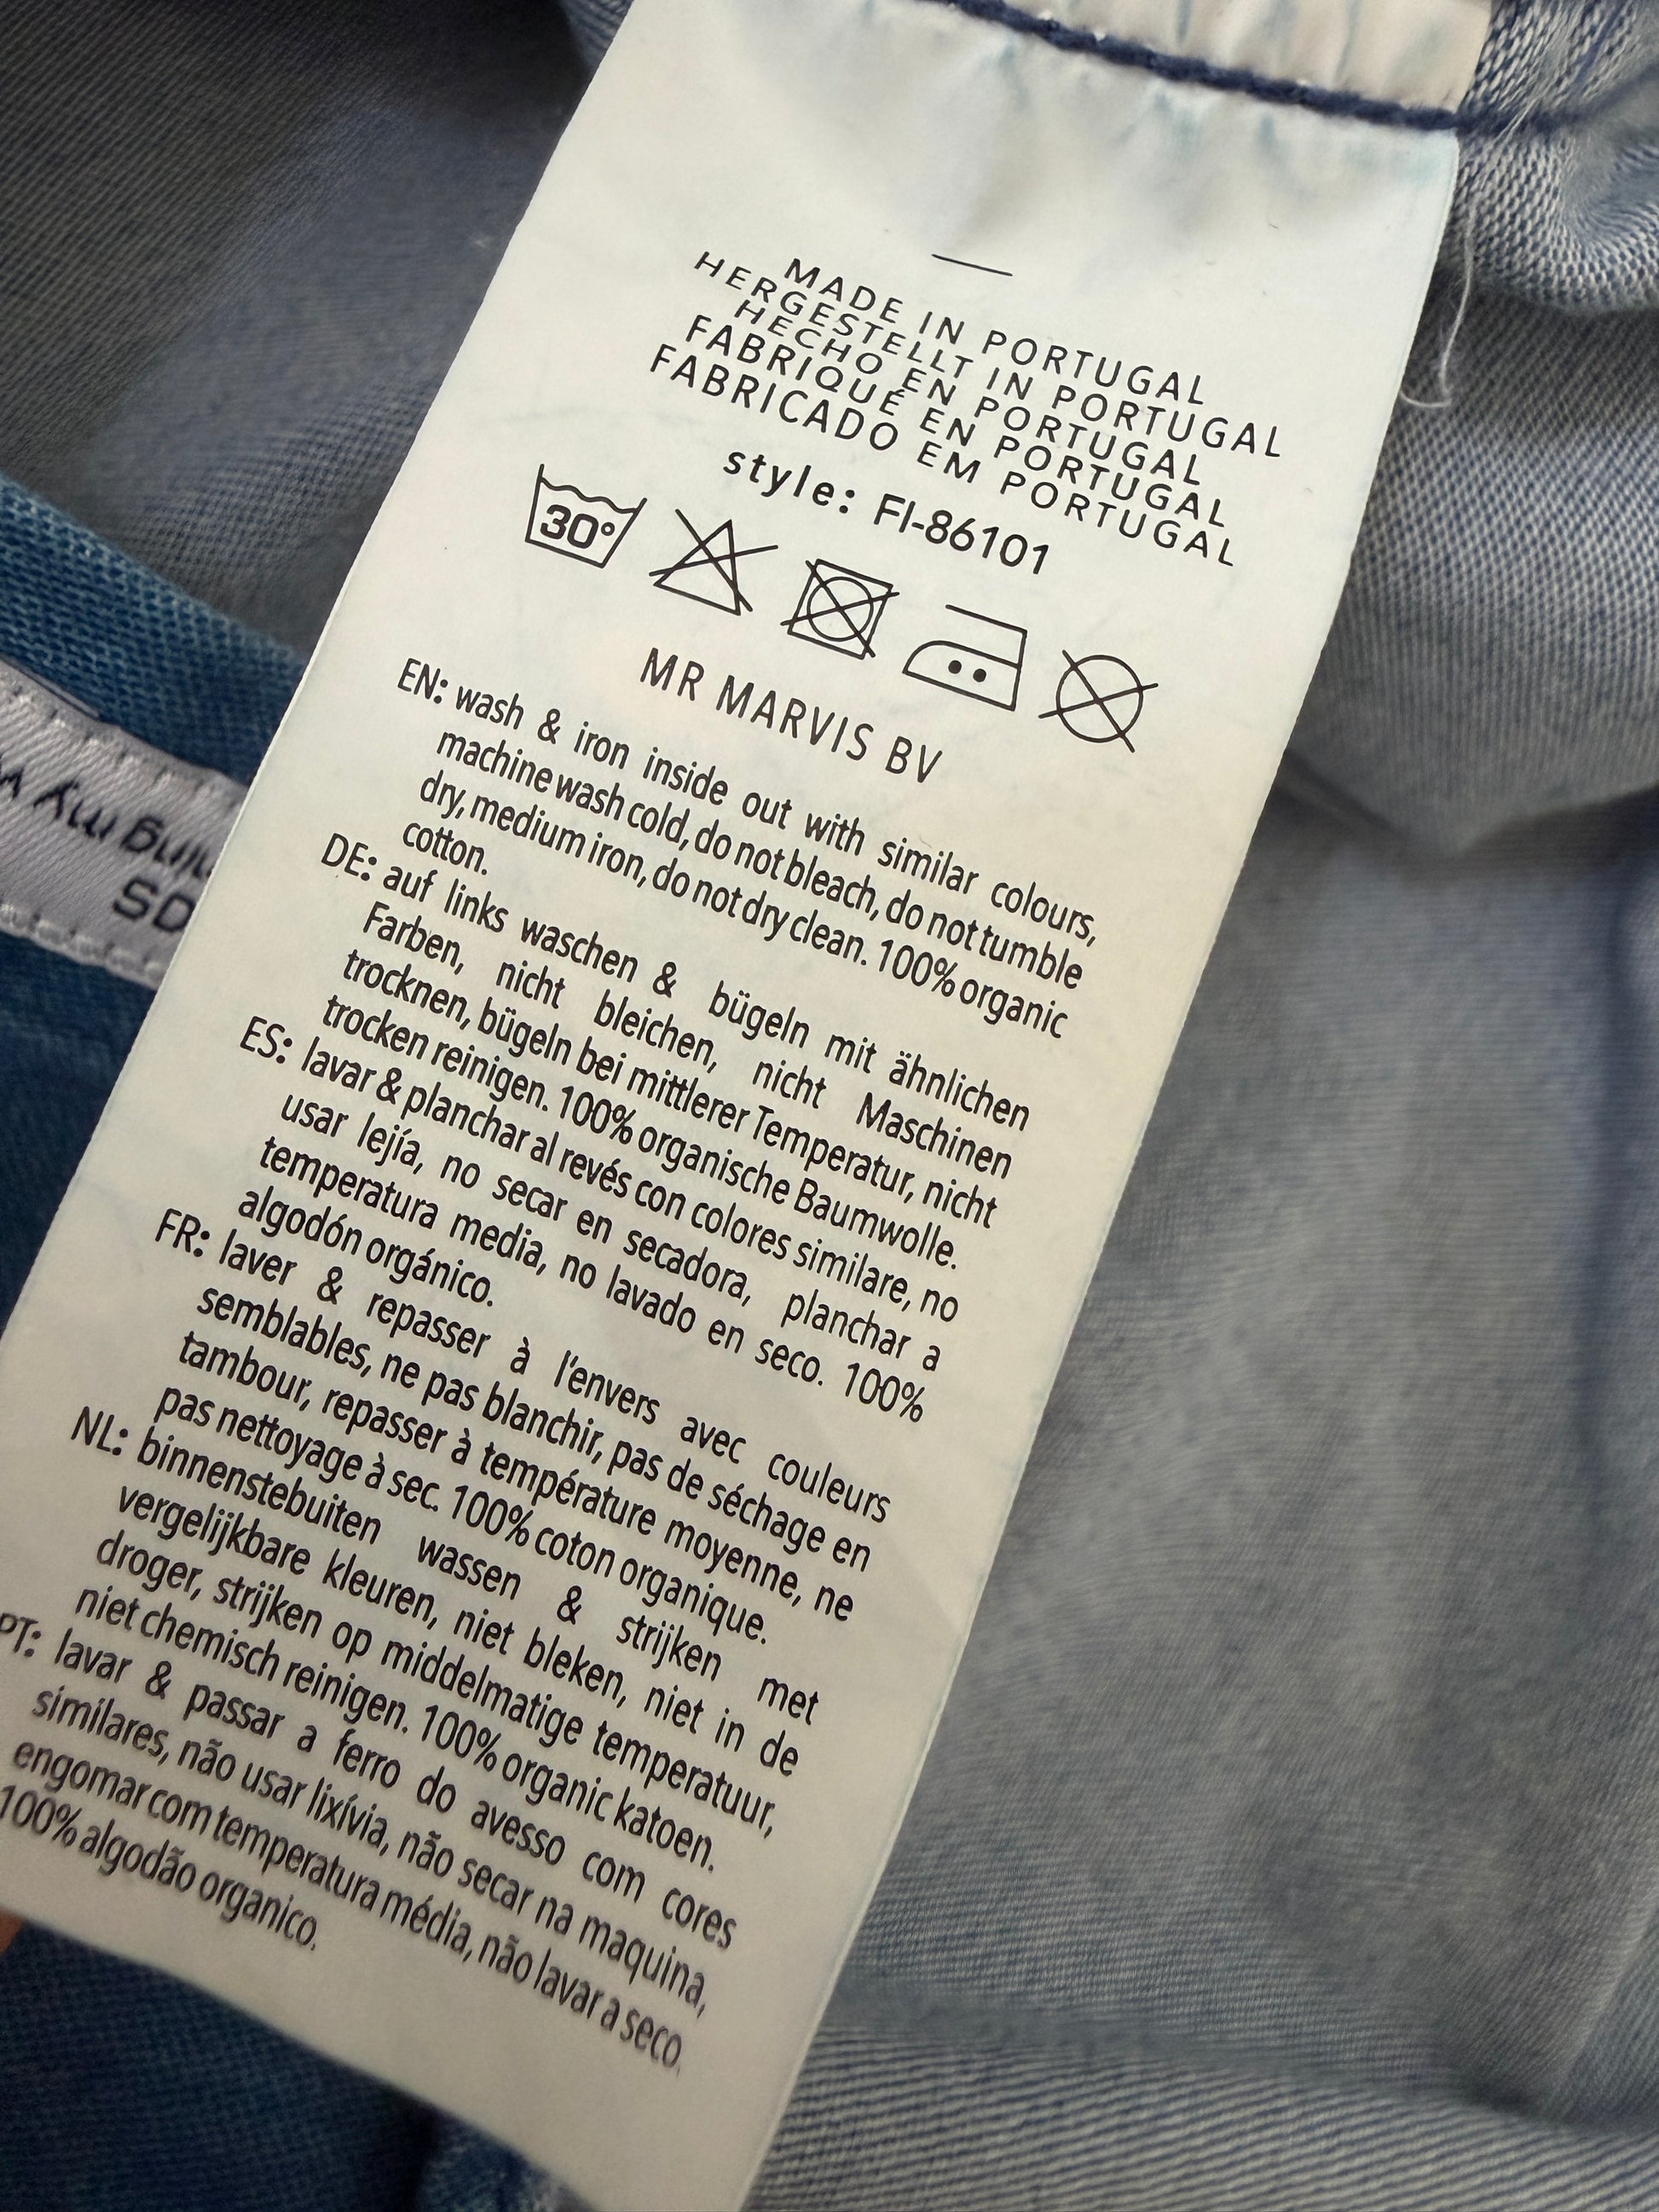 MADE IN PORTUGAL
HERGESTELLT IN PORTUGAL
HECHO EN PORTUGAL
FABRIQUÉ EN PORTUGAL
FABRICADO EM PORTUGAL
style: FI-86101
30°
MR MARVIS BV
EN: wash & iron inside out with similar colours,
machine wash cold, do not bleach, do not tumble
dry, medium iron, do not dry clean. 100% organic
cotton.
DE: auf links waschen & bügeln mit ähnlichen
Farben, nicht bleichen, nicht Maschinen
trocknen, bügeln bei mittlerer Temperatur, nicht
trocken reinigen. 100% organische Baumwolle.
ES: lavar & planchar al revés con colores similare, no
usar lejía, no secar en secadora, planchar a
temperatura media, no lavado en seco. 100%
algodón orgánico.
FR: laver & repasser à l'envers avec couleurs
semblables, ne pas blanchir, pas de séchage en
tambour, repasser à température moyenne, ne
pas nettoyage à sec. 100% coton organique.
NL: binnenstebuiten wassen & strijken met
vergelijkbare kleuren, niet bleken, niet in de
droger, strijken op middelmatige temperatuur,
niet chemisch reinigen. 100% organic katoen.
PT: lavar & passar a ferro do avesso com cores
similares, não usar lixívia, não secar na maquina,
engomar com temperatura média, não lavar a seco.
100% algodão organico.
my